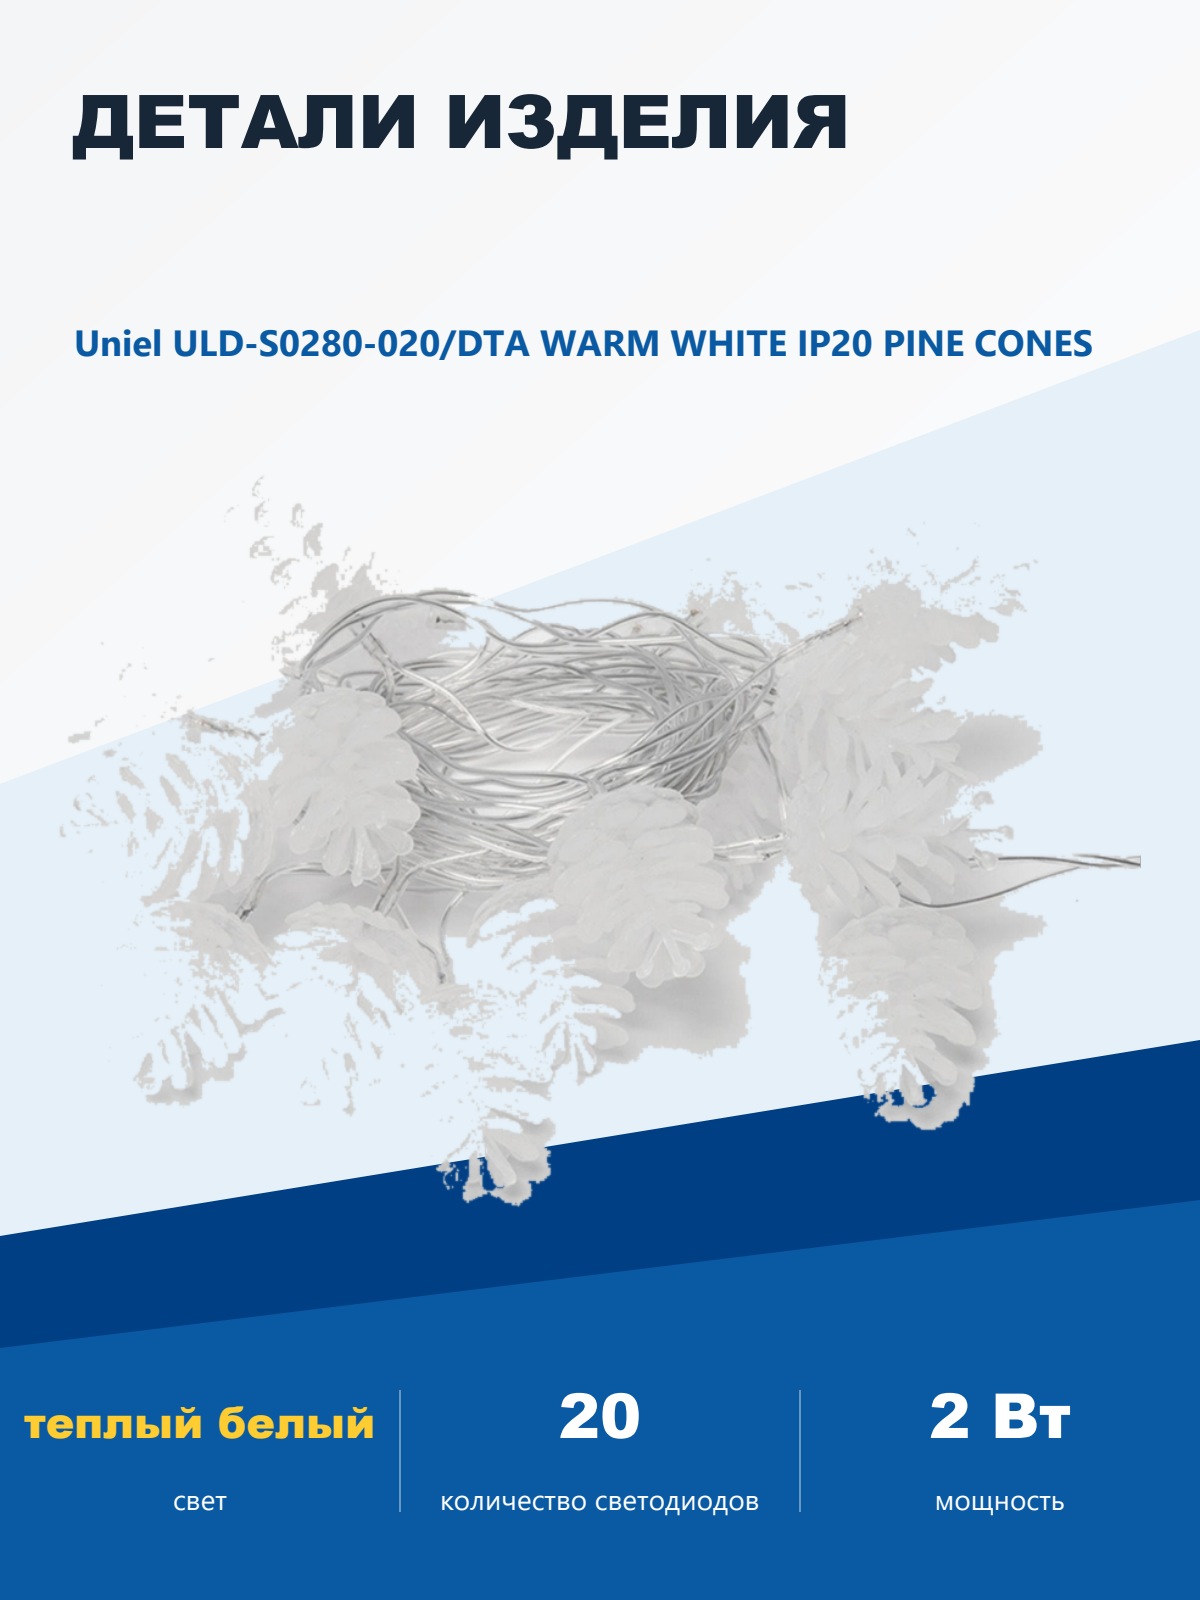 ДЕТАЛИ ИЗДЕЛИЯ
Uniel ULD-S0280-020/DTA WARM WHITE IP20 PINE CONES
теплый белый
свет
20
количество светодиодов
2 Вт
мощность